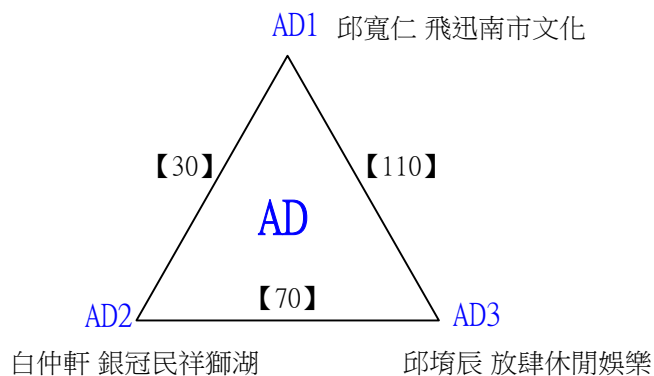 AD1 邱寬仁 飛迅南市文化
【30】 【110】
AD
【70】
AD2 AD3
白仲軒 銀冠民祥獅湖 邱堉辰 放肆休閒娛樂